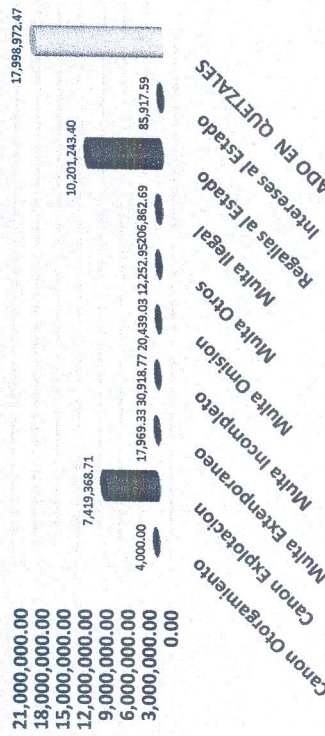 21,000,000.00
18,000,000.00
15,000,000.00
12,000,000.00
9,000,000.00
6,000,000.00
3,000,000.00
0.00
4,000.00
7,419,368.71
17,969.33
30,918.77
20,439.03
12,252.95
206,862.69
10,201,243.40
85,917.59
17,998,972.47
Canon Otorgamiento
Canon Explotacion
Multa Extenporaneo
Multa Incompleto
Multa Omision
Multa Otros
Multa Ilegal
Regalias al Estado
Intereses al Estado
ADO EN QUETZALES